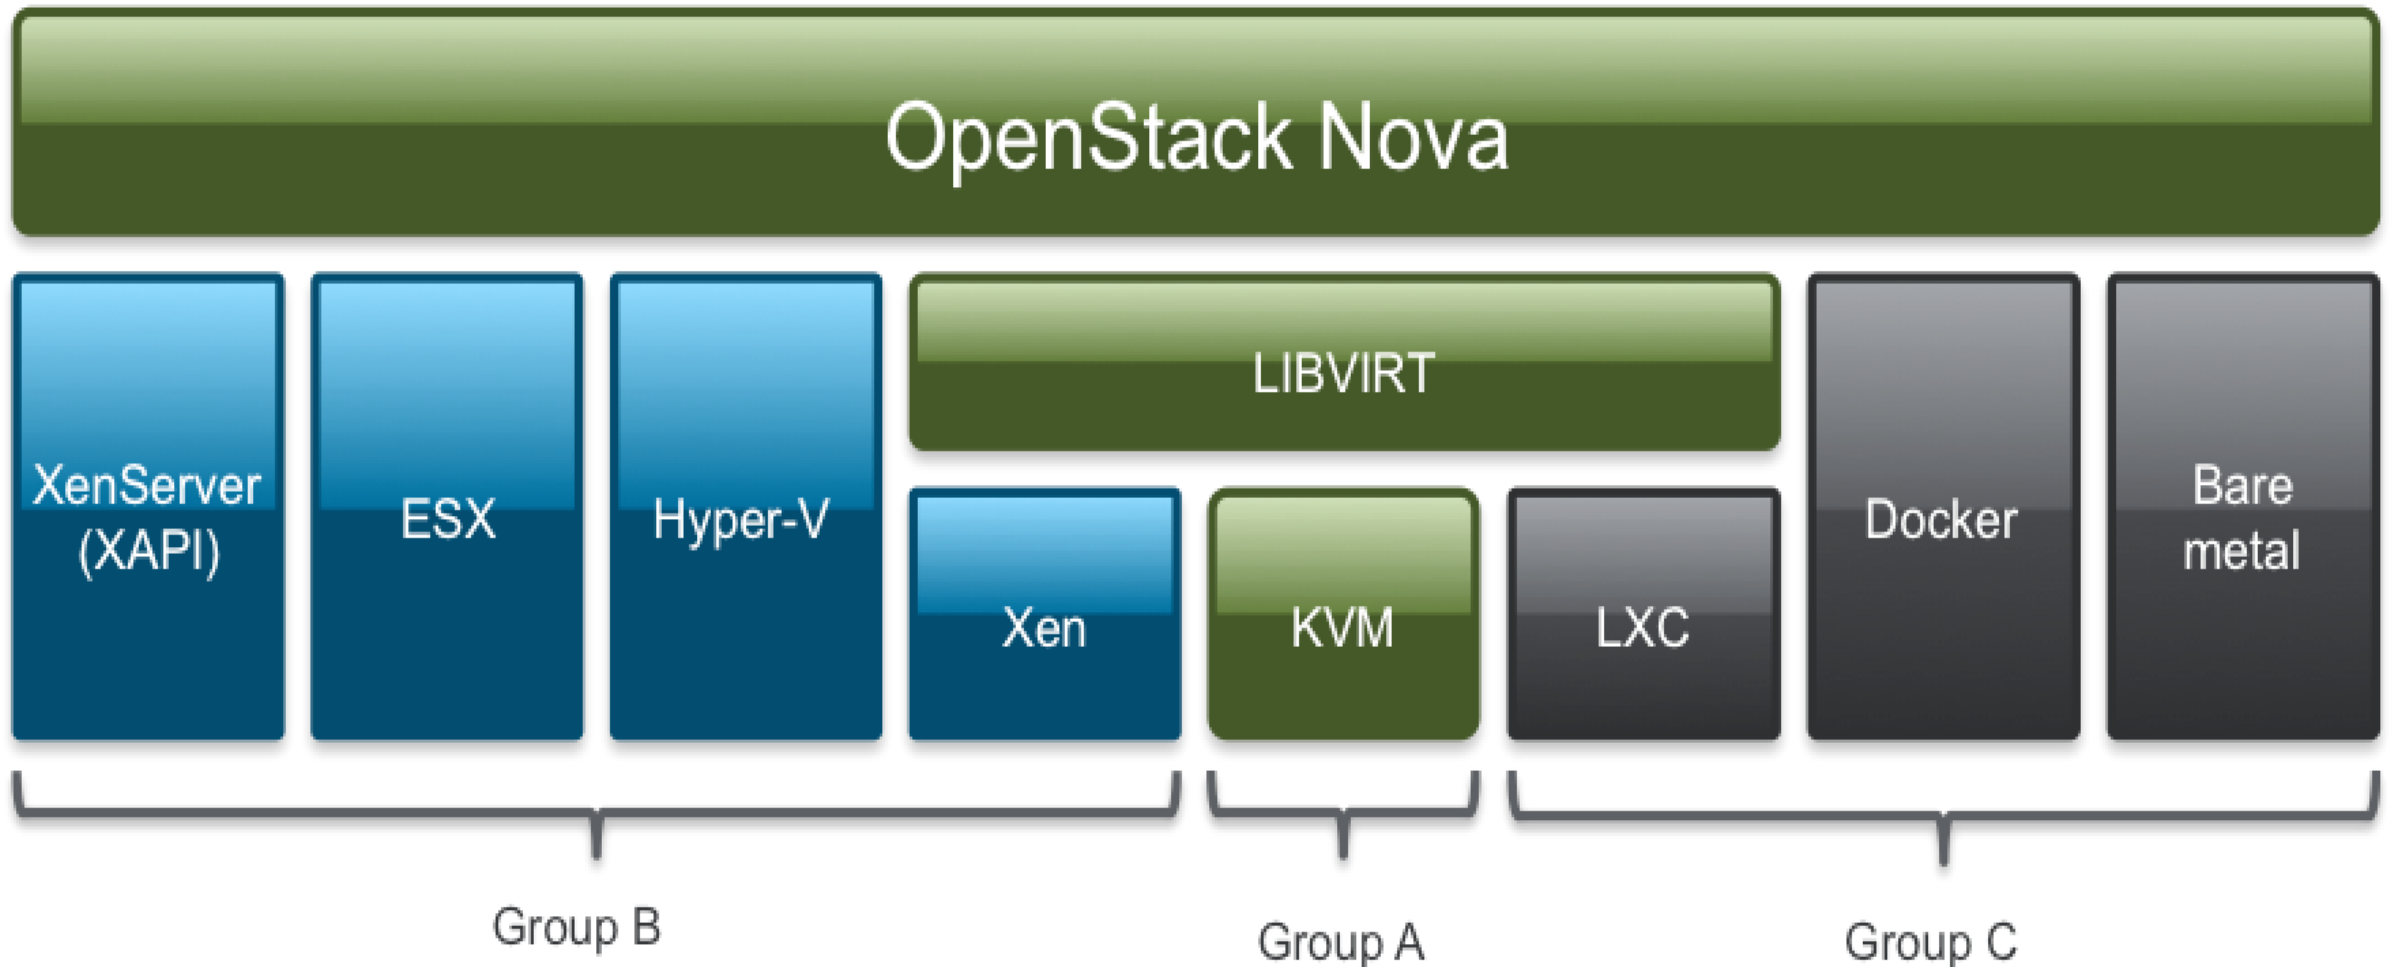 OpenStack Nova
LIBVIRT
XenServer
(XAPI)
ESX
Hyper-V
Xen
KVM
LXC
Docker
Bare
metal
Group B
Group A
Group C